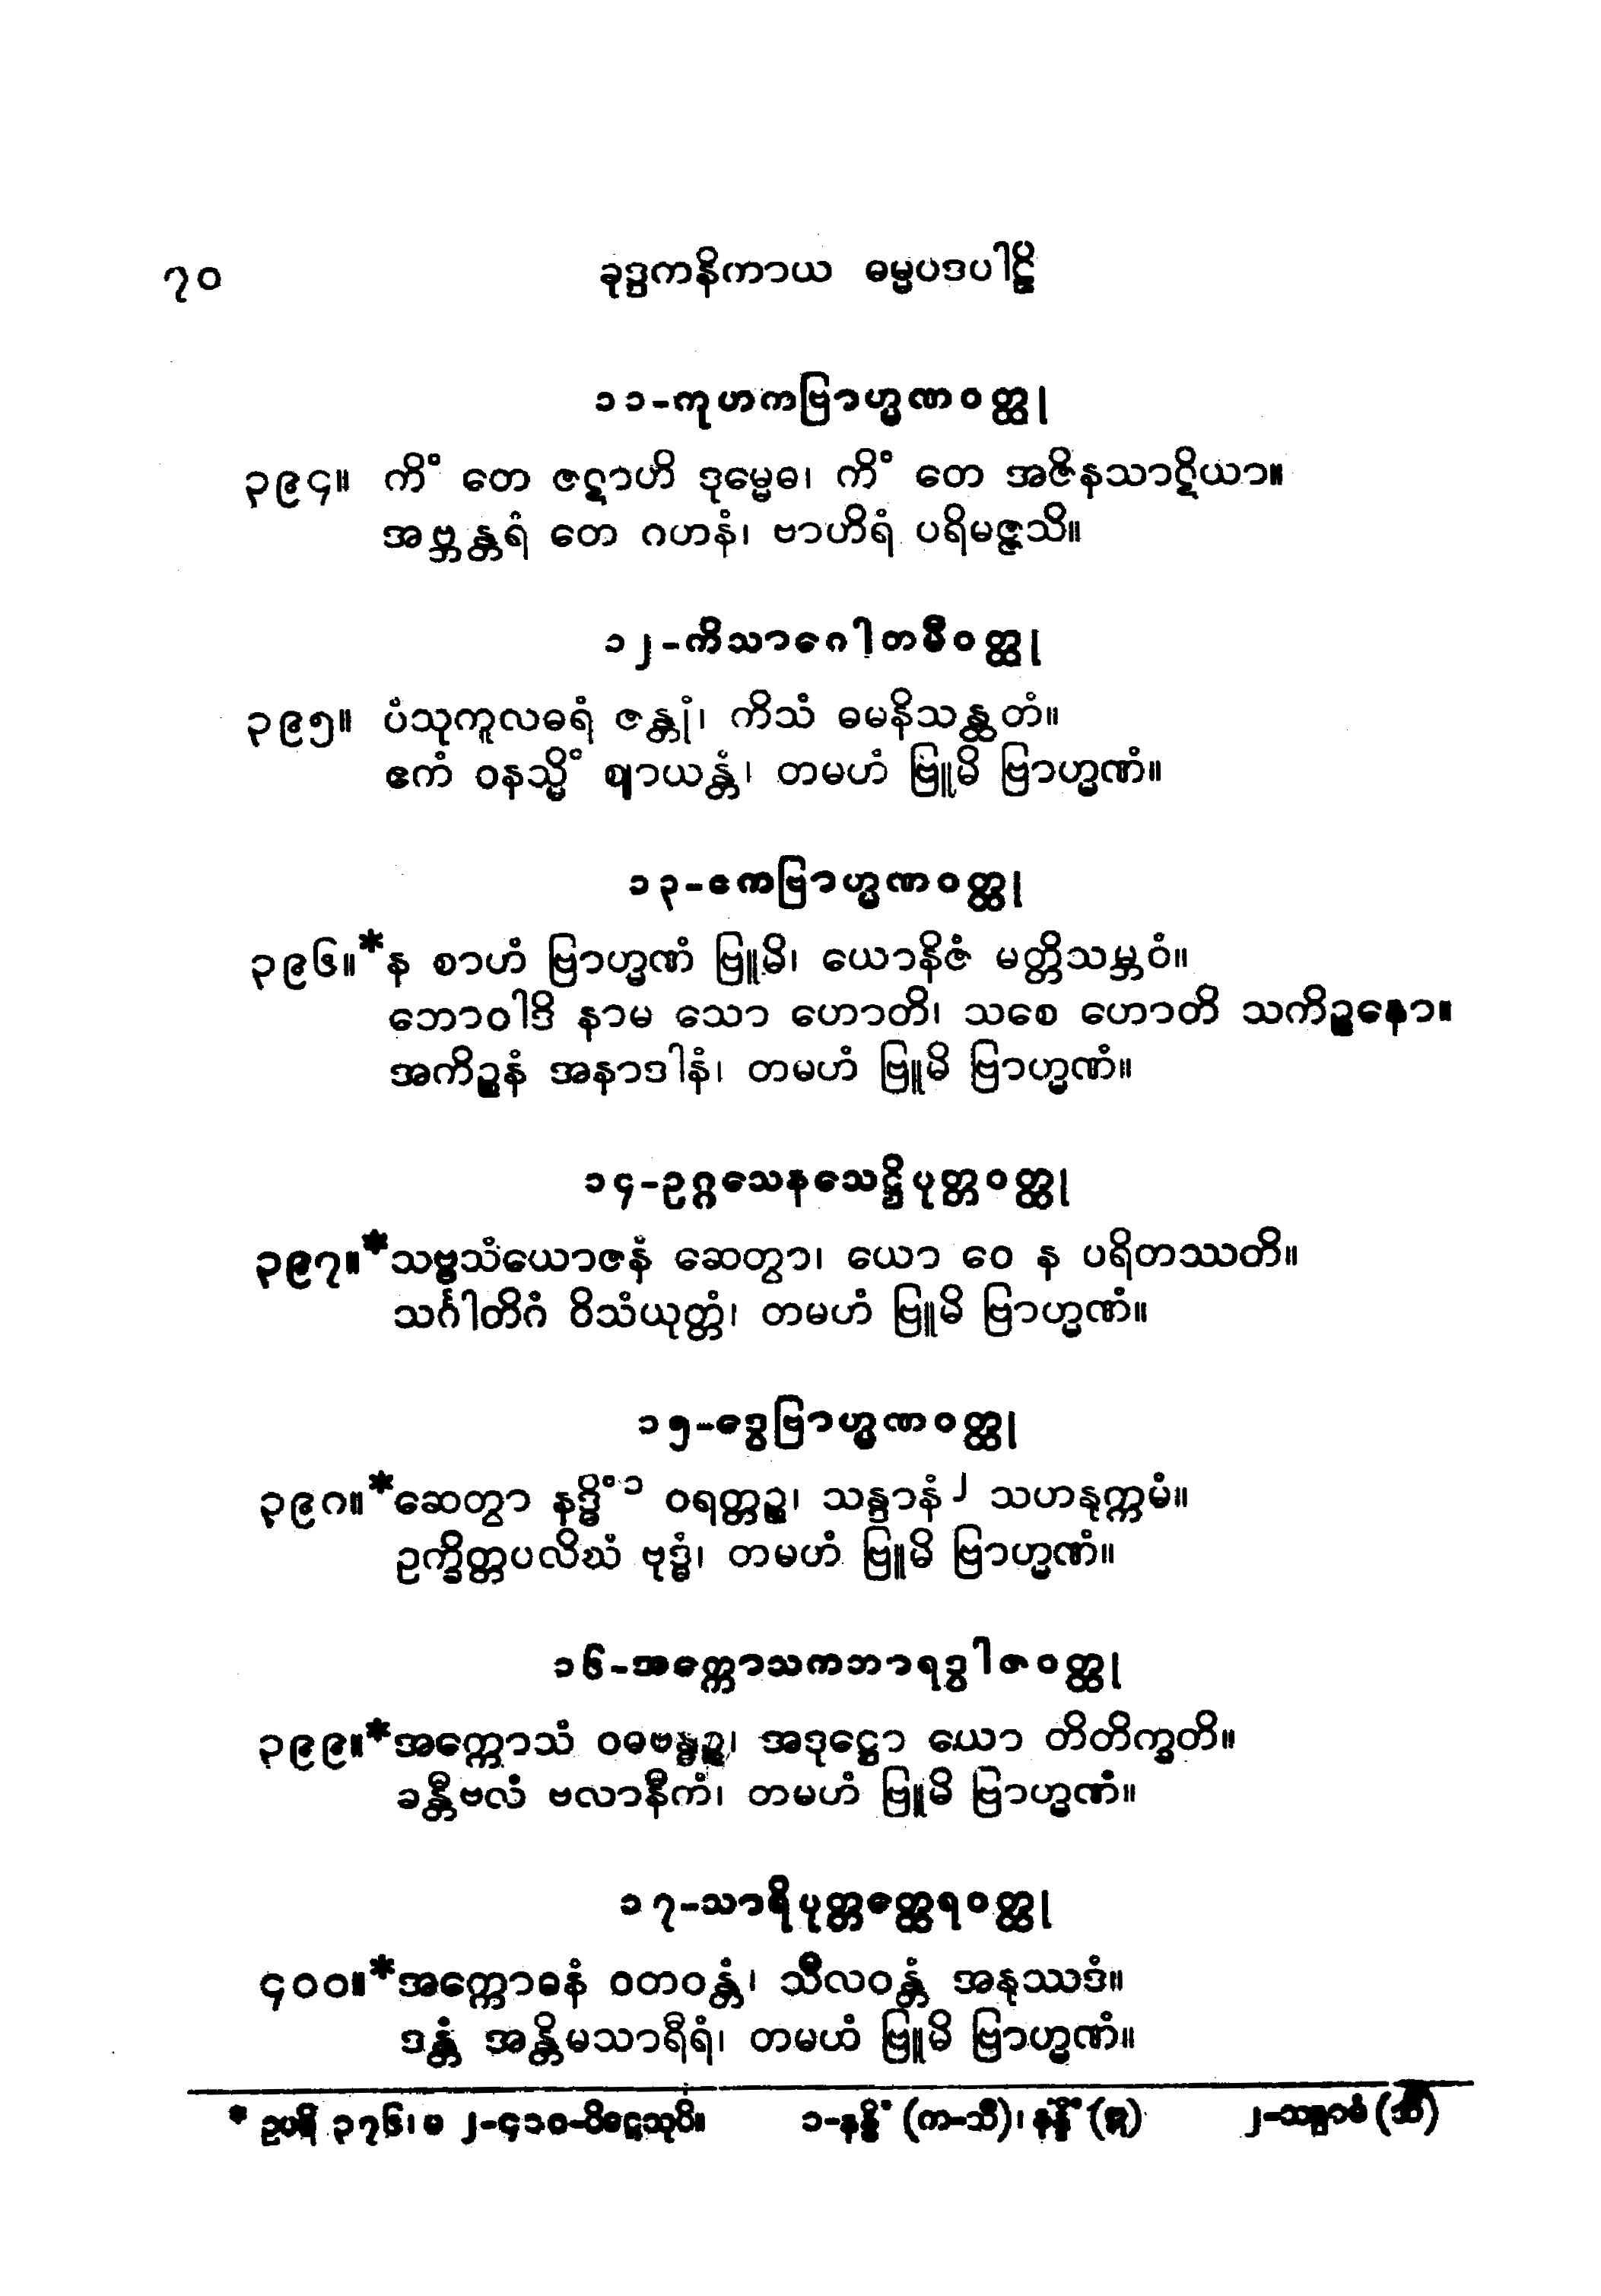 ၇၀ ခုဒ္ဒကနိကာယ ဓမ္မပဒပါဠိ
၁၁-ကုဟကဗြာဟ္မဏဝတ္ထု
၃၉၄။ ကိံ တေ ဇဋာဟိ ဒုမ္မေဓ၊ ကိံ တေ အဇိနသာဋိယာ။
အဗ္ဘန္တရံ တေ ဂဟနံ၊ ဗာဟိရံ ပရိမဇ္ဇသိ။
၁၂-ကိသာဂေါတမီဝတ္ထု
၃၉၅။ ပံသုကူလဓရံ ဇန္တုံ၊ ကိသံ ဓမနိသန္ထတံ။
ဧကံ ဝနသ္မိံ ဈာယန္တံ၊ တမဟံ ဗြူမိ ဗြာဟ္မဏံ။
၁၃-ဧကဗြာဟ္မဏဝတ္ထု
၃၉၆။*န စာဟံ ဗြာဟ္မဏံ ဗြူမိ၊ ယောနိဇံ မတ္တိသမ္ဘဝံ။
ဘောဝါဒိ နာမ သော ဟောတိ၊ သစေ ဟောတိ သကိဉ္စနော။
အကိဉ္စနံ အနာဒါနံ၊ တမဟံ ဗြူမိ ဗြာဟ္မဏံ။
၁၄-ဥဂ္ဂသေနသေဋ္ဌိပုတ္တဝတ္ထု
၃၉၇။*သဗ္ဗသံယောဇနံ ဆေတွာ၊ ယော ဝေ န ပရိတဿတိ။
သင်္ဂါတိဂံ ဝိသံယုတ္တံ၊ တမဟံ ဗြူမိ ဗြာဟ္မဏံ။
၁၅-ဒွေဗြာဟ္မဏဝတ္ထု
၃၉၈။*ဆေတွာ နဒ္ဓိံ၁ ဝရတ္တဉ္စ၊ သန္ဒာနံ၂ သဟနုက္ကမံ။
ဥက္ခိတ္တပလိဃံ ဗုဒ္ဓံ၊ တမဟံ ဗြူမိ ဗြာဟ္မဏံ။
၁၆-အက္ကောသကဘာရဒွါဇဝတ္ထု
၃၉၉။*အက္ကောသံ ဝဓဗန္ဓဉ္စ၊ အဒုဋ္ဌော ယော တိတိက္ခတိ။
ခန္တီဗလံ ဗလာနီကံ၊ တမဟံ ဗြူမိ ဗြာဟ္မဏံ။
၁၇-သာရိပုတ္တတ္ထေရဝတ္ထု
၄၀၀။*အက္ကောဓနံ ဝတဝန္တံ၊ သီလဝန္တံ အနုဿဒံ။
ဒန္တံ အန္တိမသာရီရံ၊ တမဟံ ဗြူမိ ဗြာဟ္မဏံ။
* ဥပရိ ၃၇၆၊ မ ၂-၄၁၀-ပိဋ္ဌေသုပိ။ ၁-နန္ဓိံ (က-သီ)၊ ၂-သန္ဒာမံ (သီ)